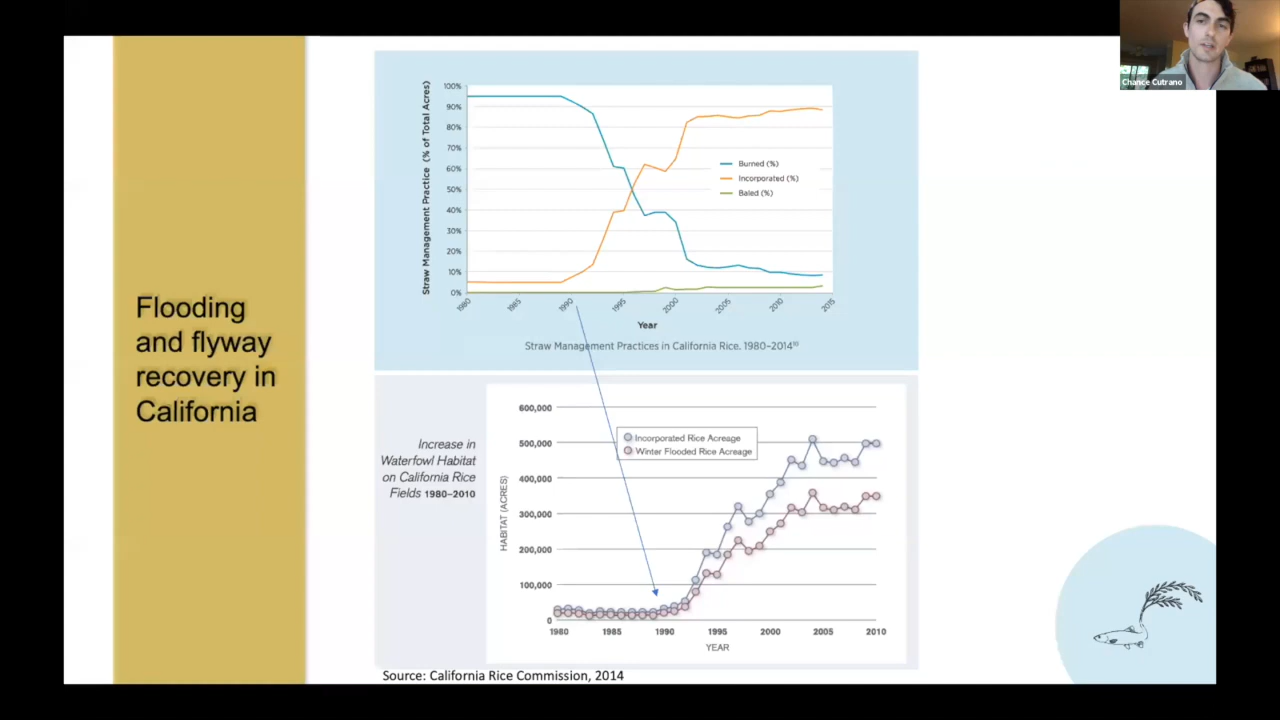 Chance Cutrano
Flooding
and flyway
recovery in
California
Straw Management Practice (% of Total Acres)
100%
90%
80%
70%
60%
50%
40%
30%
20%
10%
0%
Burned (%)
Incorporated (%)
Baled (%)
1980
1985
1990
1995
2000
2005
2010
2015
Year
Straw Management Practices in California Rice. 1980–2014
Increase in
Waterfowl Habitat
on California Rice
Fields 1980–2010
HABITAT (ACRES)
600,000
500,000
400,000
300,000
200,000
100,000
0
Incorporated Rice Acreage
Winter Flooded Rice Acreage
1980 1985 1990 1995 2000 2005 2010
YEAR
Source: California Rice Commission, 2014